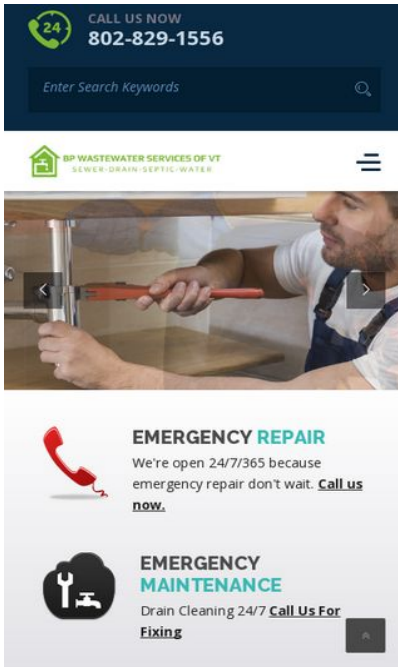 24
CALL US NOW
802-829-1556
Enter Search Keywords
BP WASTEWATER SERVICES OF VT
SEWER-DRAIN-SEPTIC-WATER
EMERGENCY REPAIR
We're open 24/7/365 because
emergency repair don't wait. Call us
now.
EMERGENCY
MAINTENANCE
Drain Cleaning 24/7 Call Us For
Fixing